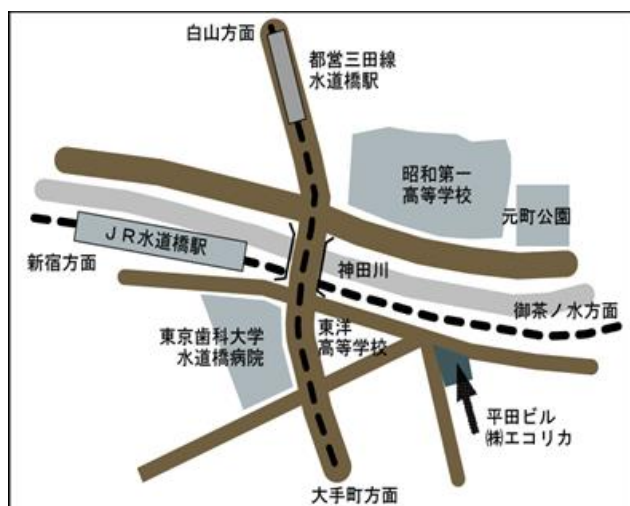 白山方面
都営三田線
水道橋駅
昭和第一
高等学校
元町公園
JR水道橋駅
新宿方面
神田川
御茶ノ水方面
東京歯科大学
水道橋病院
東洋
高等学校
平田ビル
㈱エコリカ
大手町方面